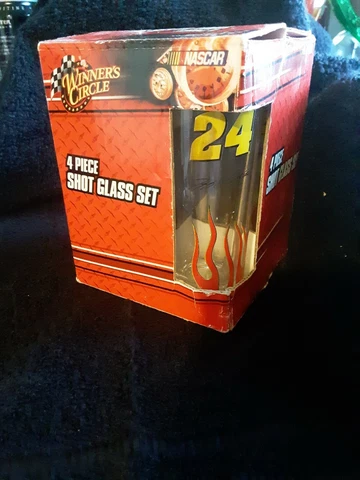 WINNER'S
CIRCLE
NASCAR
24
4 PIECE
SHOT GLASS SET
4 PIECE
SHOT GLASS SET